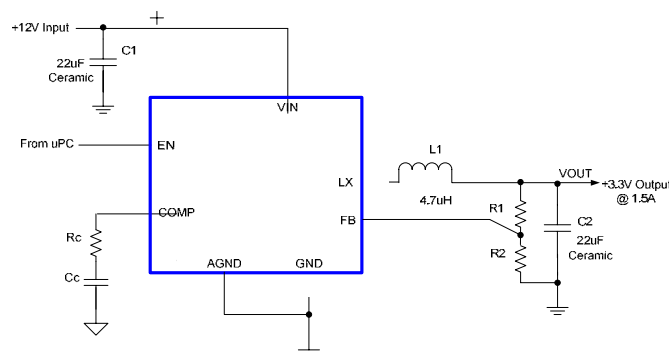 +12V Input
C1
22uF
Ceramic
VIN
From uPC
EN
L1
LX
VOUT
+3.3V Output
@ 1.5A
4.7uH
R1
COMP
FB
C2
Rc
R2
22uF
Ceramic
AGND
GND
Cc